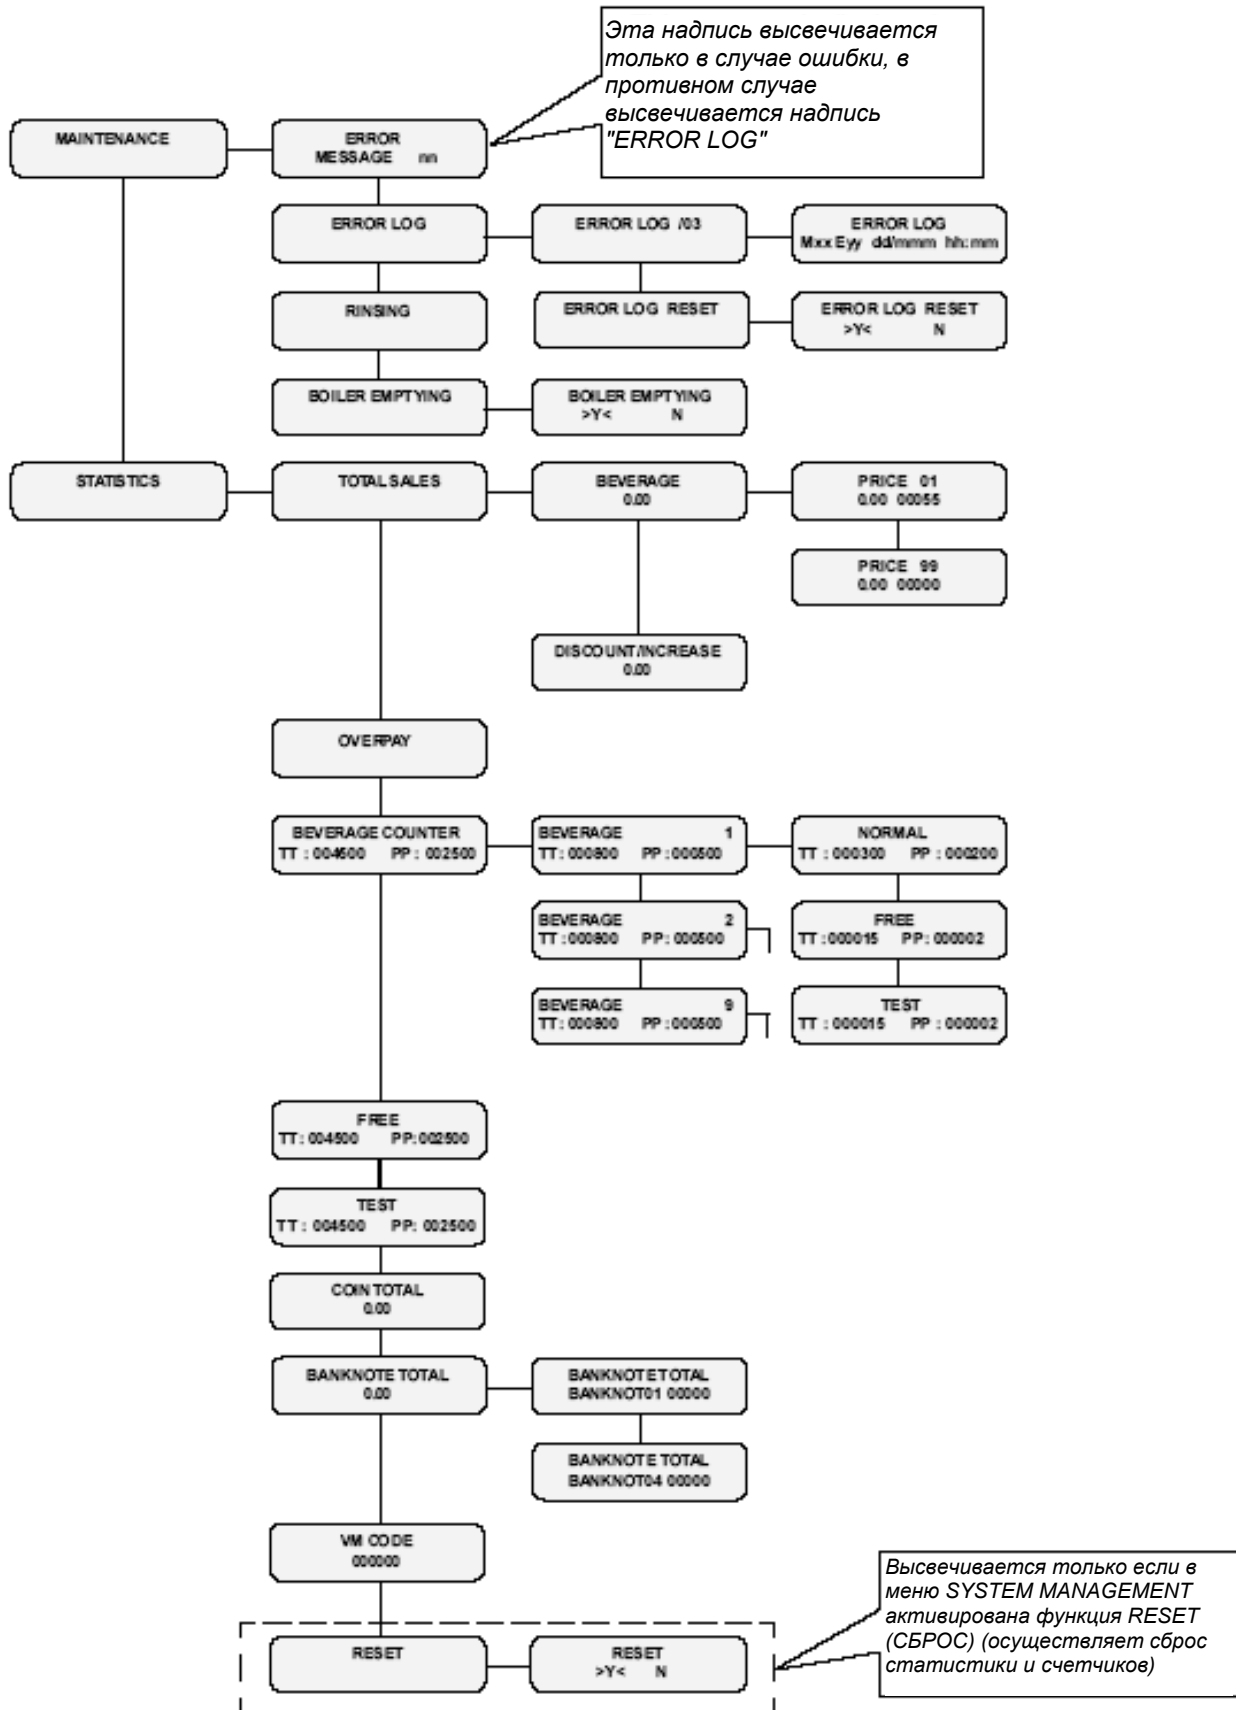 Эта надпись высвечивается
только в случае ошибки, в
противном случае
высвечивается надпись
"ERROR LOG"
MAINTENANCE
ERROR
MESSAGE nn
ERROR LOG
ERROR LOG /03
ERROR LOG
Mxx Eyy dd/mmm hh:mm
RINSING
ERROR LOG RESET
ERROR LOG RESET
>Y< N
BOILER EMPTYING
BOILER EMPTYING
>Y< N
STATISTICS
TOTAL SALES
BEVERAGE
0.00
PRICE 01
0.00 00055
PRICE 99
0.00 00000
DISCOUNT/INCREASE
0.00
OVERPAY
BEVERAGE COUNTER
TT : 004500 PP : 002500
BEVERAGE 1
TT : 000800 PP : 000500
NORMAL
TT : 000300 PP : 000200
BEVERAGE 2
TT : 000800 PP : 000500
FREE
TT : 000015 PP : 000002
BEVERAGE 9
TT : 000800 PP : 000500
TEST
TT : 000015 PP : 000002
FREE
TT : 004500 PP : 002500
TEST
TT : 004500 PP : 002500
COIN TOTAL
0.00
BANKNOTE TOTAL
0.00
BANKNOTE TOTAL
BANKNOT01 00000
BANKNOTE TOTAL
BANKNOT04 00000
VM CODE
000000
Высвечивается только если в
меню SYSTEM MANAGEMENT
активирована функция RESET
(СБРОС) (осуществляет сброс
статистики и счетчиков)
RESET
RESET
>Y< N